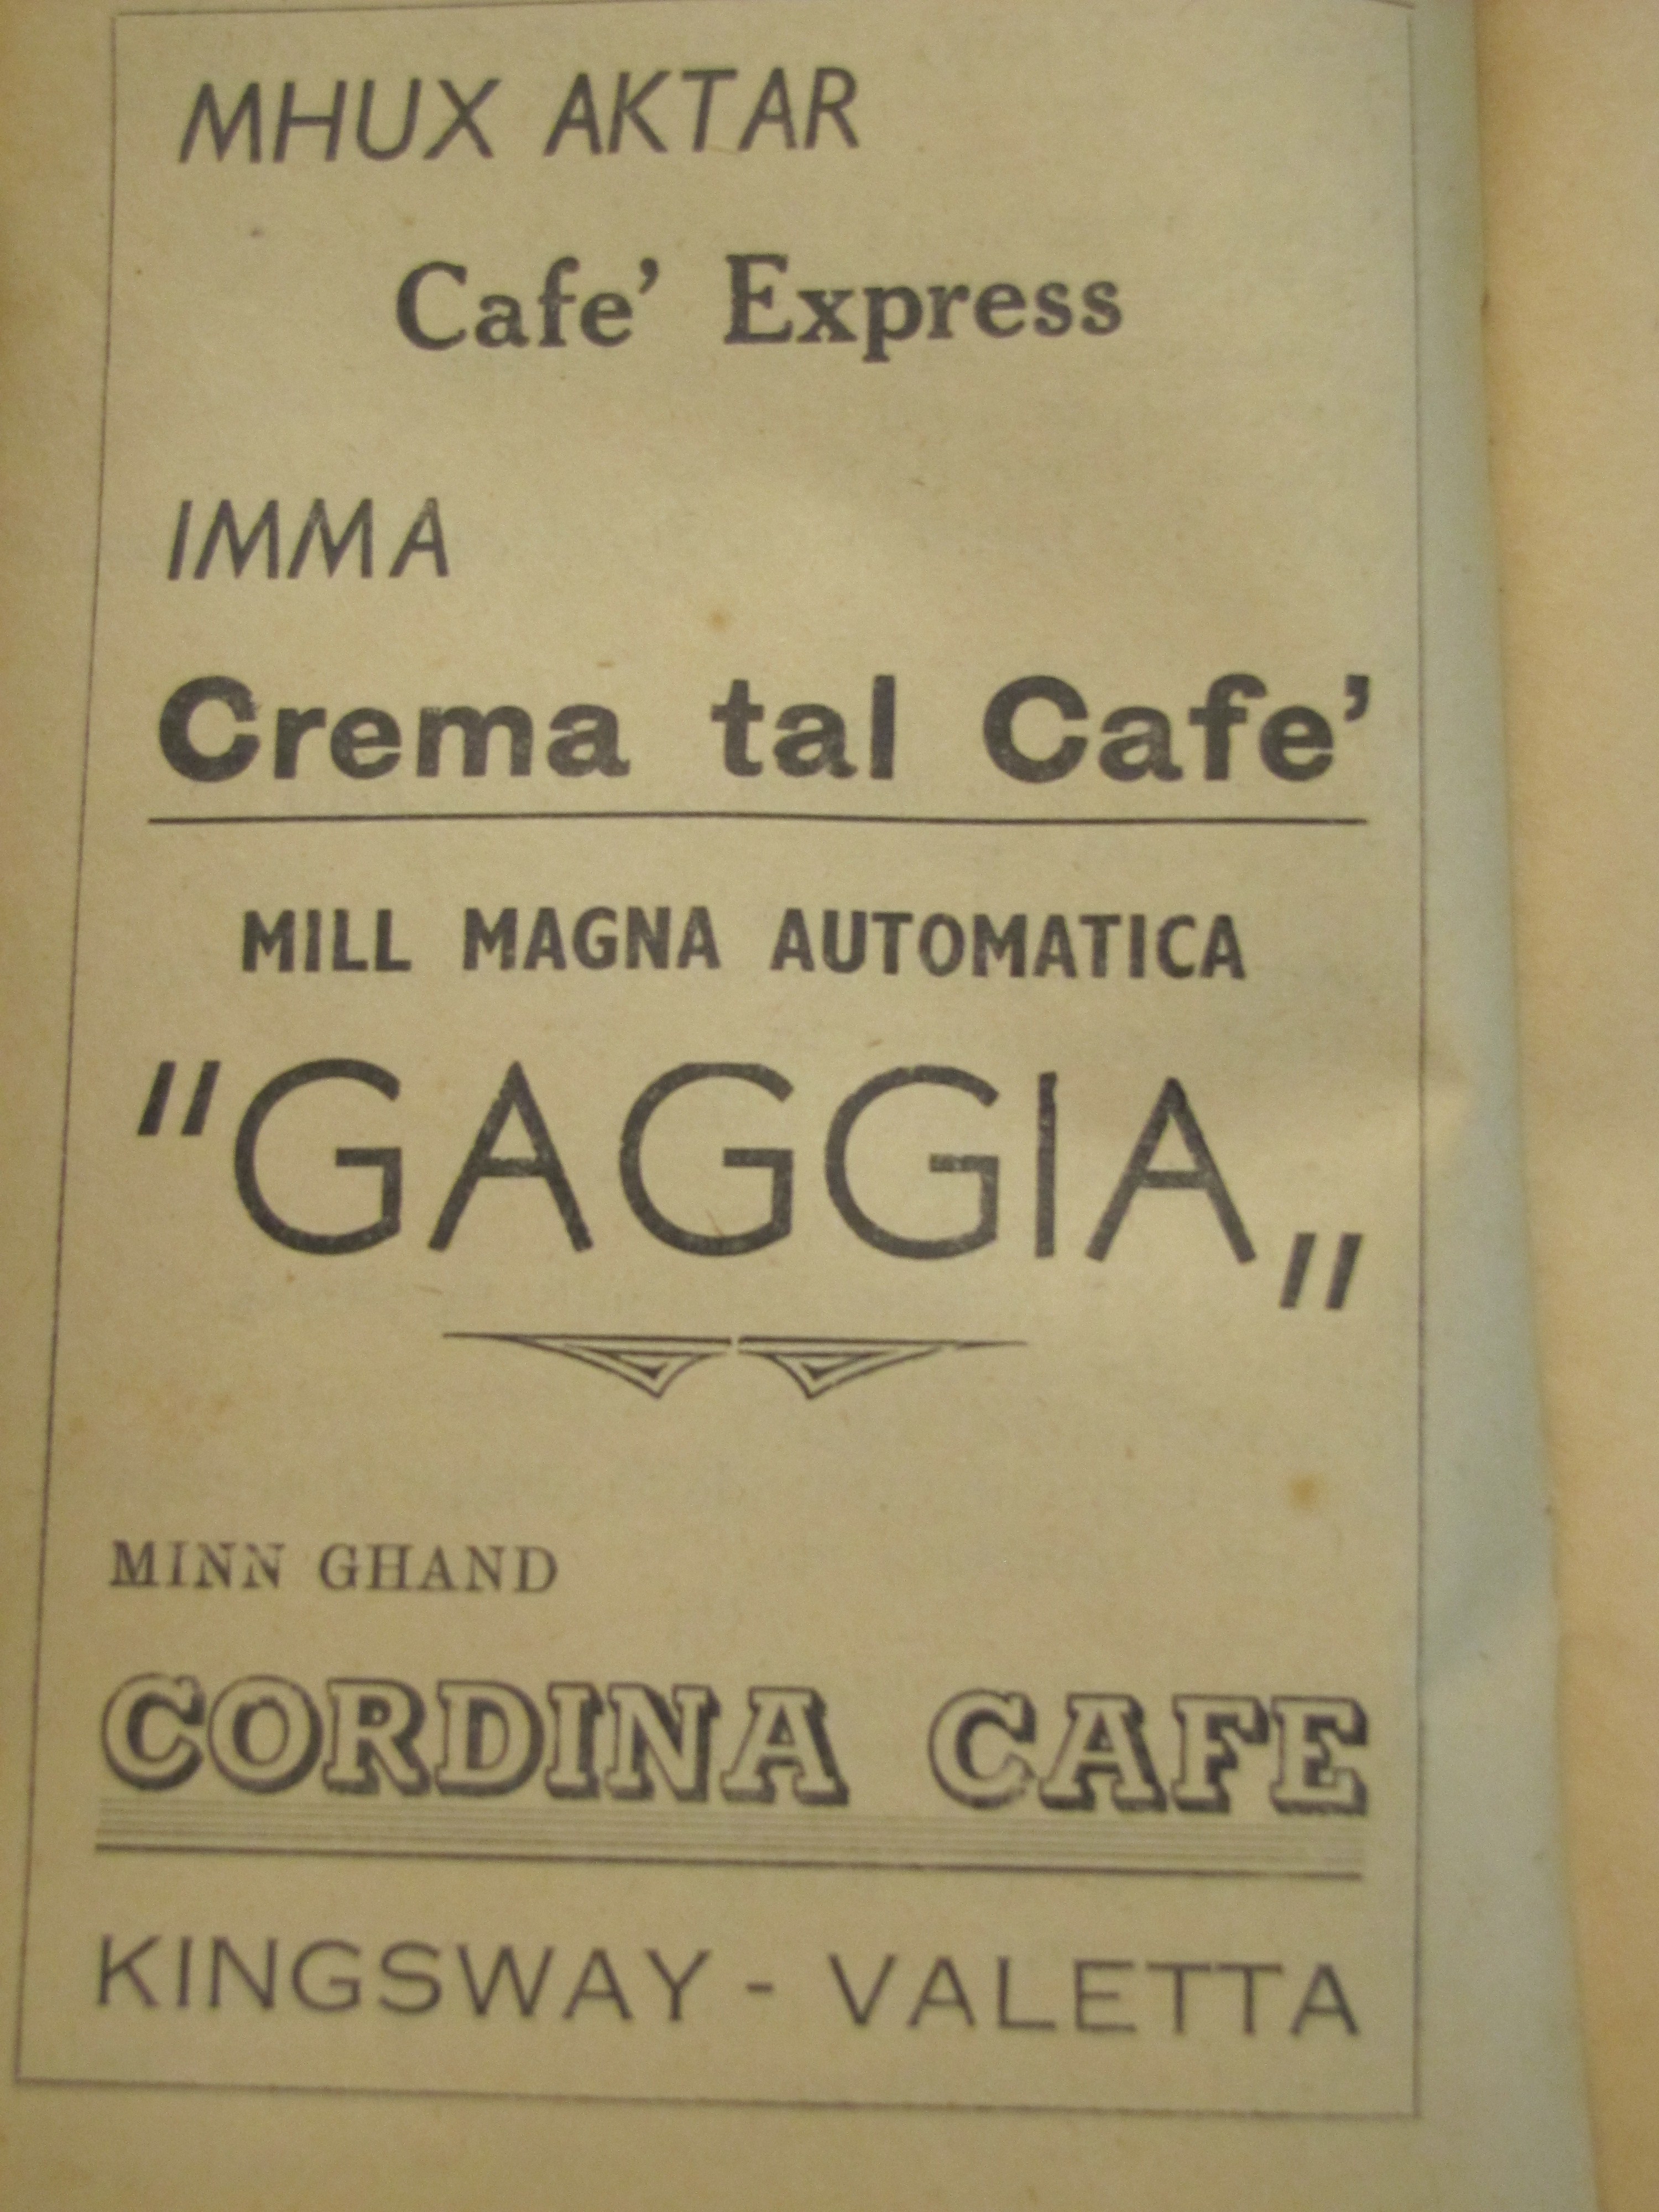 MHUX AKTAR
Cafe' Express
IMMA
Crema tal Cafe'
MILL MAGNA AUTOMATICA
"GAGGIA„
MINN GHAND
CORDINA CAFE
KINGSWAY - VALETTA